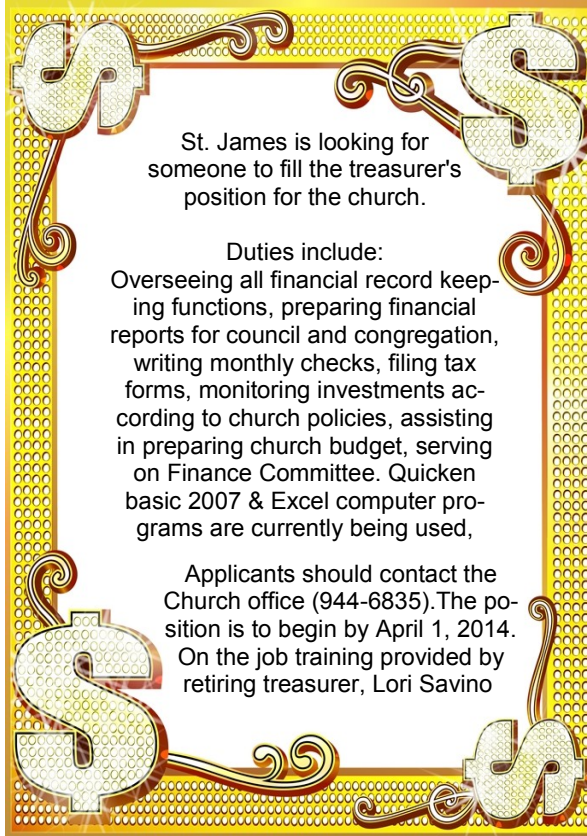 St. James is looking for
someone to fill the treasurer's
position for the church.
Duties include:
Overseeing all financial record keep-
ing functions, preparing financial
reports for council and congregation,
writing monthly checks, filing tax
forms, monitoring investments ac-
cording to church policies, assisting
in preparing church budget, serving
on Finance Committee. Quicken
basic 2007 & Excel computer pro-
grams are currently being used,
Applicants should contact the
Church office (944-6835).The po-
sition is to begin by April 1, 2014.
On the job training provided by
retiring treasurer, Lori Savino